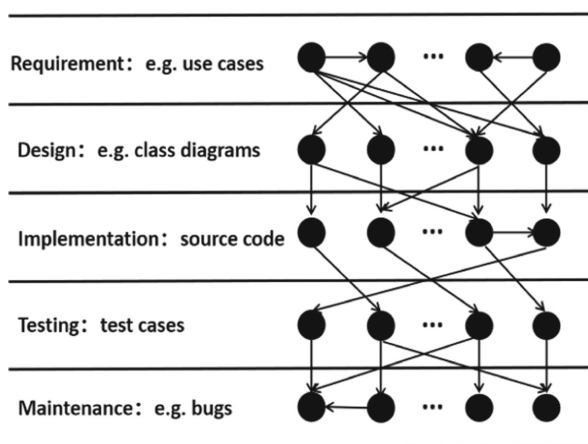 Requirement: e.g. use cases
...
Design: e.g. class diagrams
...
Implementation: source code
...
Testing: test cases
...
Maintenance: e.g. bugs
...